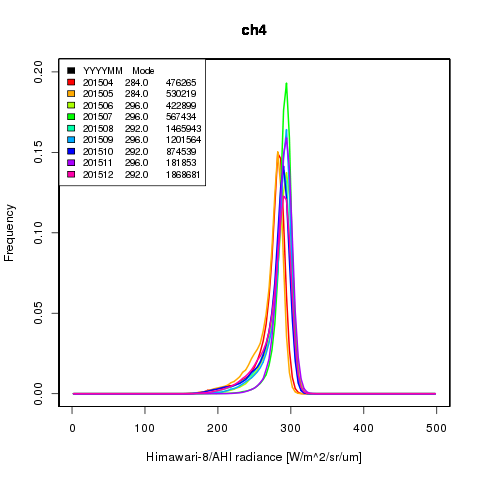 ch4
YYYYMM Mode
201504 284.0 476265
201505 284.0 530219
201506 296.0 422899
201507 296.0 567434
201508 292.0 1465943
201509 296.0 1201564
201510 292.0 874539
201511 296.0 181853
201512 292.0 1868681
0.20
0.15
0.10
0.05
0.00
Frequency
0 100 200 300 400 500
Himawari-8/AHI radiance [W/m^2/sr/um]